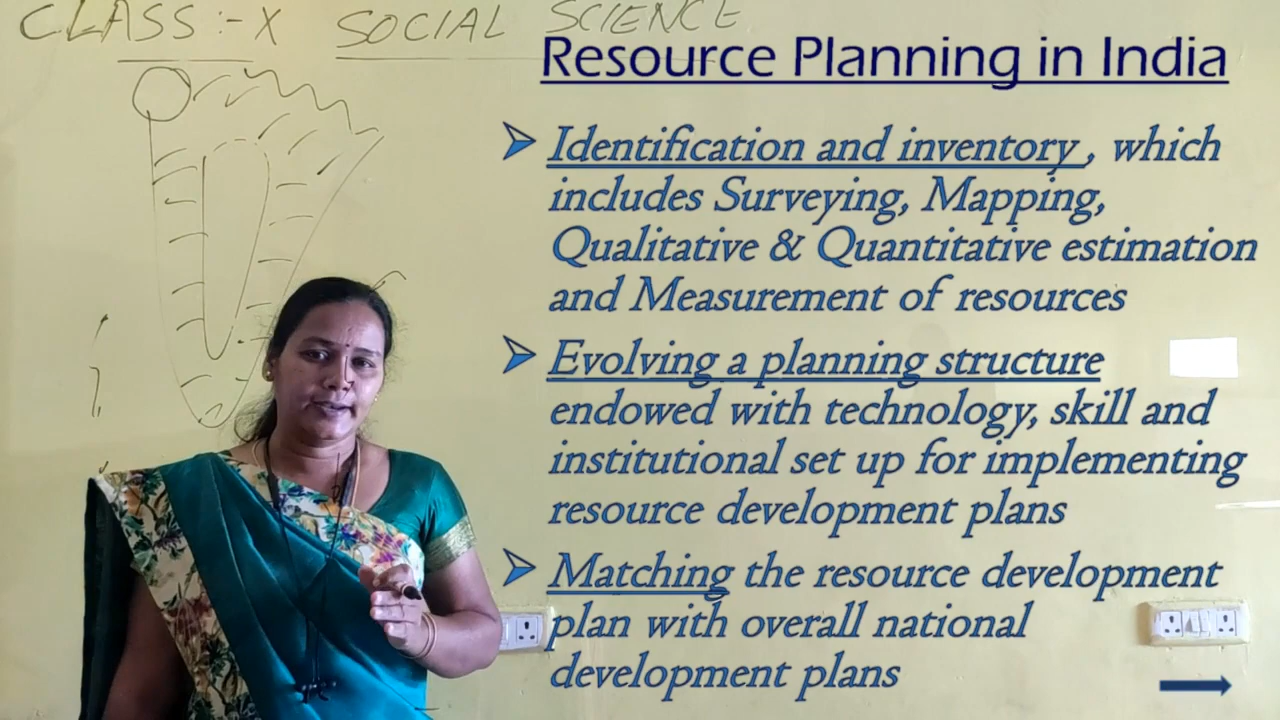 CLASS :- X SOCIAL SCIENCE
Resource Planning in India
Identification and inventory , which
includes Surveying, Mapping,
Qualitative & Quantitative estimation
and Measurement of resources
Evolving a planning structure
endowed with technology, skill and
institutional set up for implementing
resource development plans
Matching the resource development
plan with overall national
development plans